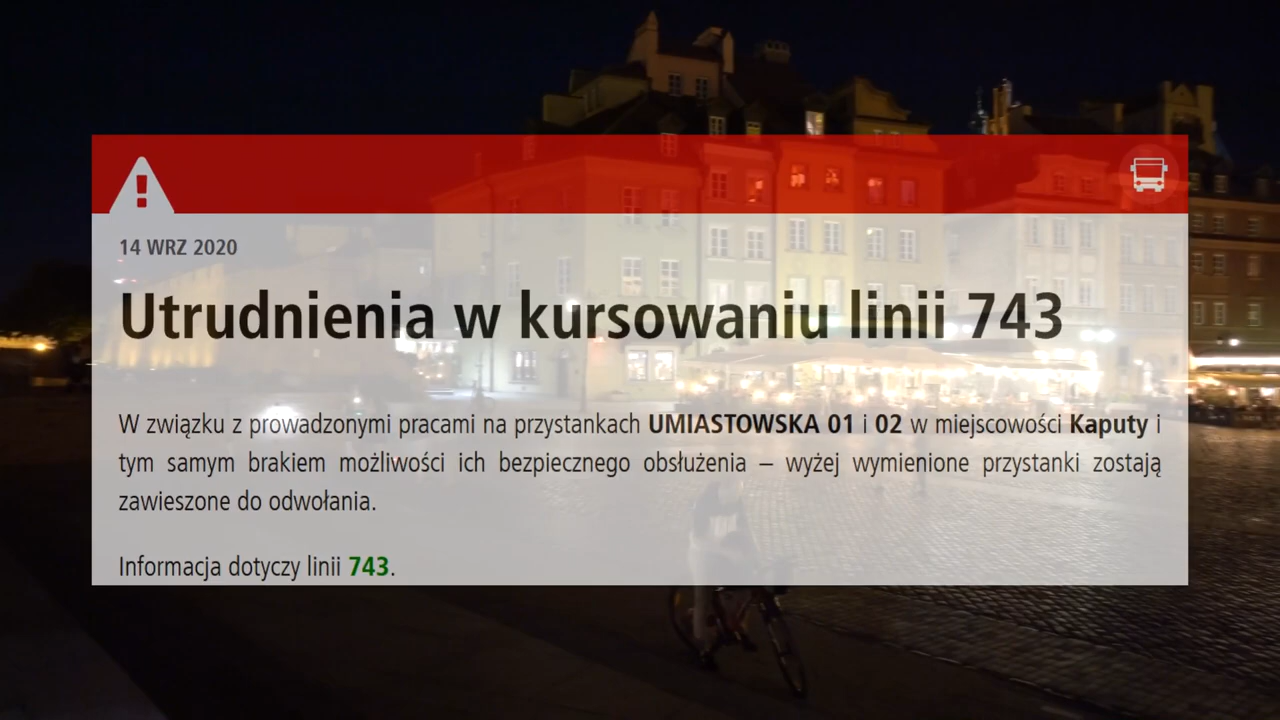 14 WRZ 2020
Utrudnienia w kursowaniu linii 743
W związku z prowadzonymi pracami na przystankach UMIASTOWSKA 01 i 02 w miejscowości Kaputy i
tym samym brakiem możliwości ich bezpiecznego obsłużenia – wyżej wymienione przystanki zostają
zawieszone do odwołania.
Informacja dotyczy linii 743.